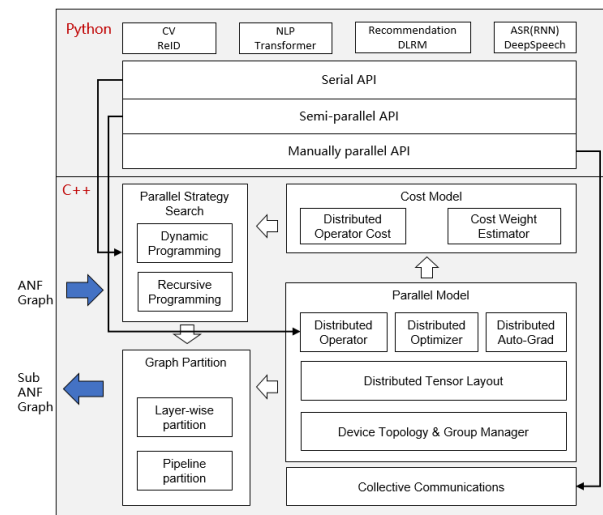 Python
CV
ReID
NLP
Transformer
Recommendation
DLRM
ASR(RNN)
DeepSpeech
Serial API
Semi-parallel API
Manually parallel API
C++
Parallel Strategy
Search
Dynamic
Programming
Recursive
Programming
Cost Model
Distributed
Operator Cost
Cost Weight
Estimator
ANF
Graph
Parallel Model
Distributed
Operator
Distributed
Optimizer
Distributed
Auto-Grad
Distributed Tensor Layout
Device Topology & Group Manager
Sub
ANF
Graph
Graph Partition
Layer-wise
partition
Pipeline
partition
Collective Communications